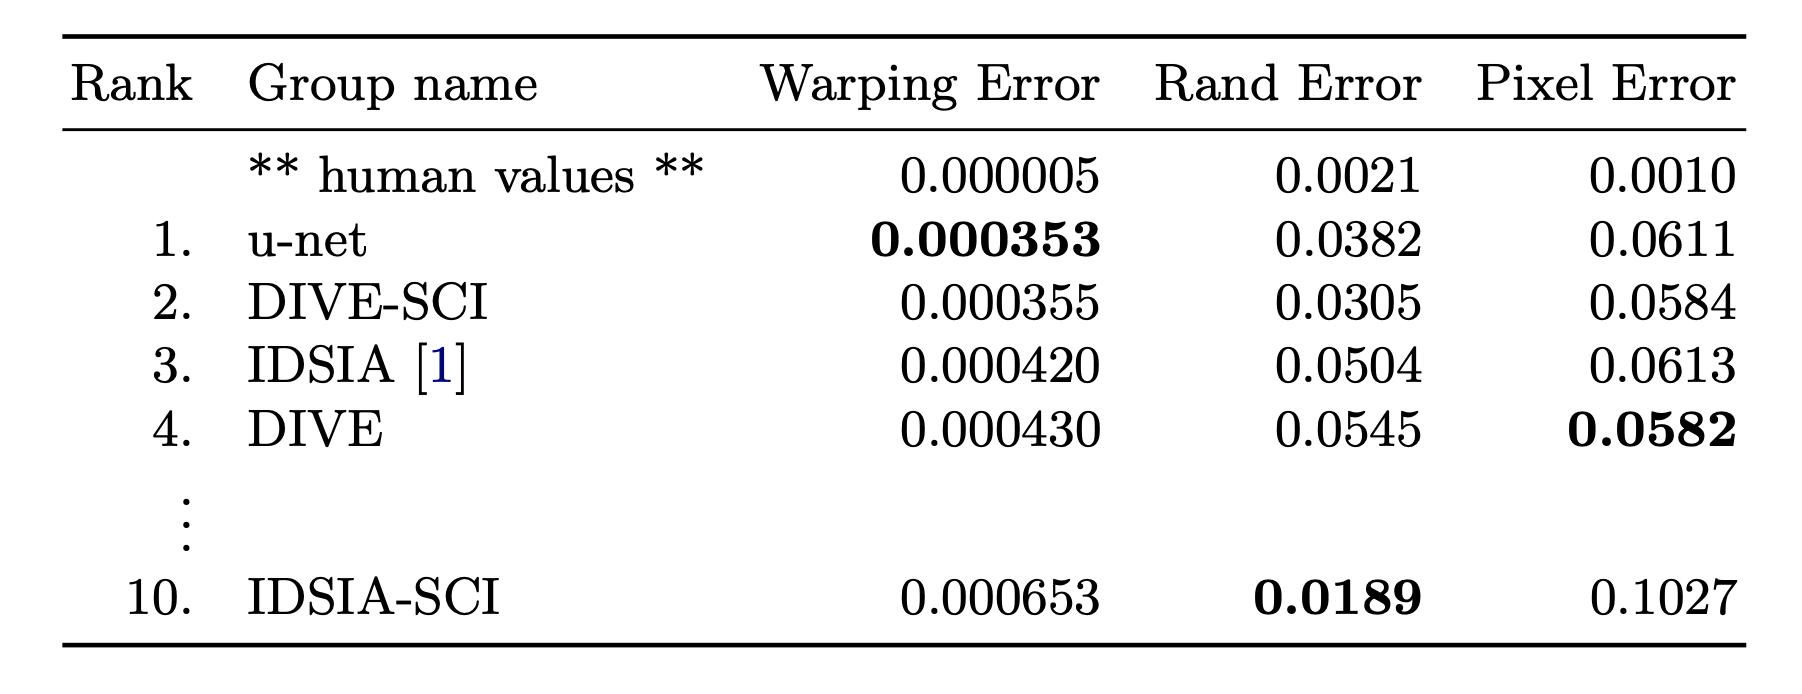 Rank Group name Warping Error Rand Error Pixel Error
** human values ** 0.000005 0.0021 0.0010
1. u-net 0.000353 0.0382 0.0611
2. DIVE-SCI 0.000355 0.0305 0.0584
3. IDSIA [1] 0.000420 0.0504 0.0613
4. DIVE 0.000430 0.0545 0.0582
⋮
10. IDSIA-SCI 0.000653 0.0189 0.1027